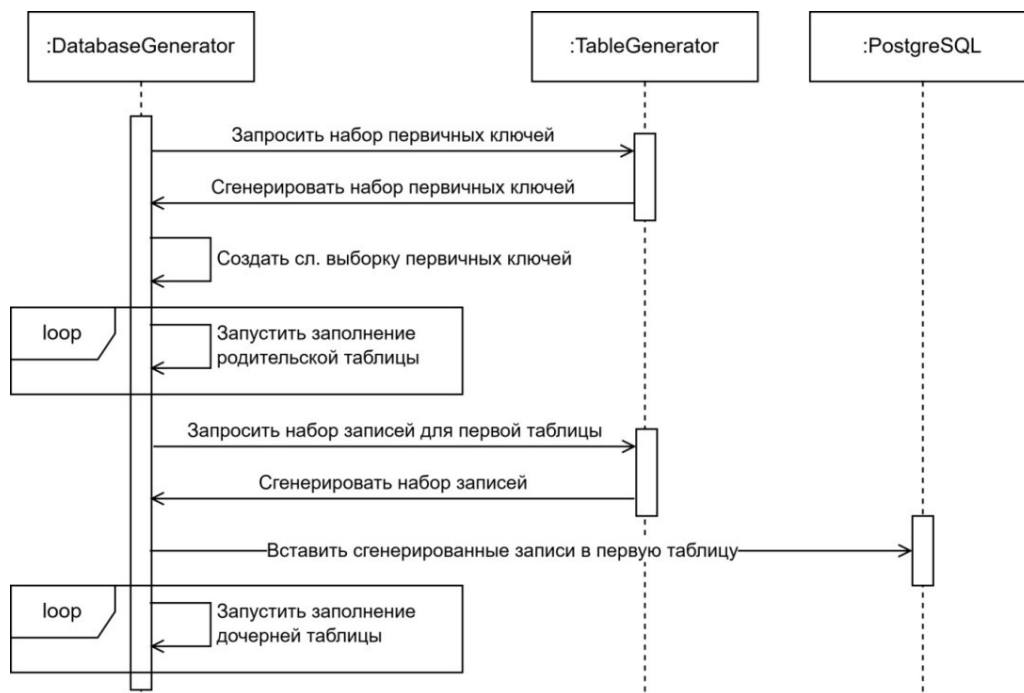 :DatabaseGenerator
:TableGenerator
:PostgreSQL
Запросить набор первичных ключей
Сгенерировать набор первичных ключей
Создать сл. выборку первичных ключей
loop
Запустить заполнение
родительской таблицы
Запросить набор записей для первой таблицы
Сгенерировать набор записей
Вставить сгенерированные записи в первую таблицу
loop
Запустить заполнение
дочерней таблицы